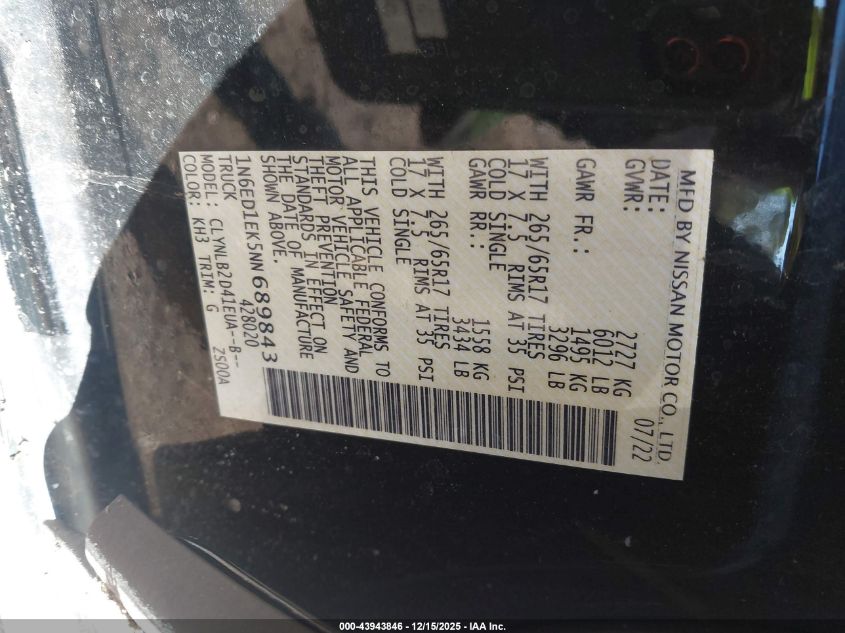 MFD BY NISSAN MOTOR CO., LTD.
DATE: 07/22
GVWR: 2727 KG
6012 LB
GAWR FR.: 1495 KG
3296 LB
WITH 265/65R17 TIRES
17 X 7.5 RIMS AT 35 PSI
COLD SINGLE
GAWR RR.: 1558 KG
3434 LB
WITH 265/65R17 TIRES
17 X 7.5 RIMS AT 35 PSI
COLD SINGLE
THIS VEHICLE CONFORMS TO
ALL APPLICABLE FEDERAL
MOTOR VEHICLE SAFETY AND
THEFT PREVENTION
STANDARDS IN EFFECT ON
THE DATE OF MANUFACTURE
SHOWN ABOVE.
1N6ED1EK5NN689843
TRUCK 428020
MODEL: CLYNLB2D41EUA--B--
COLOR: KH3 TRIM: G Z500A
000-43943846 - 12/15/2025 - IAA Inc.